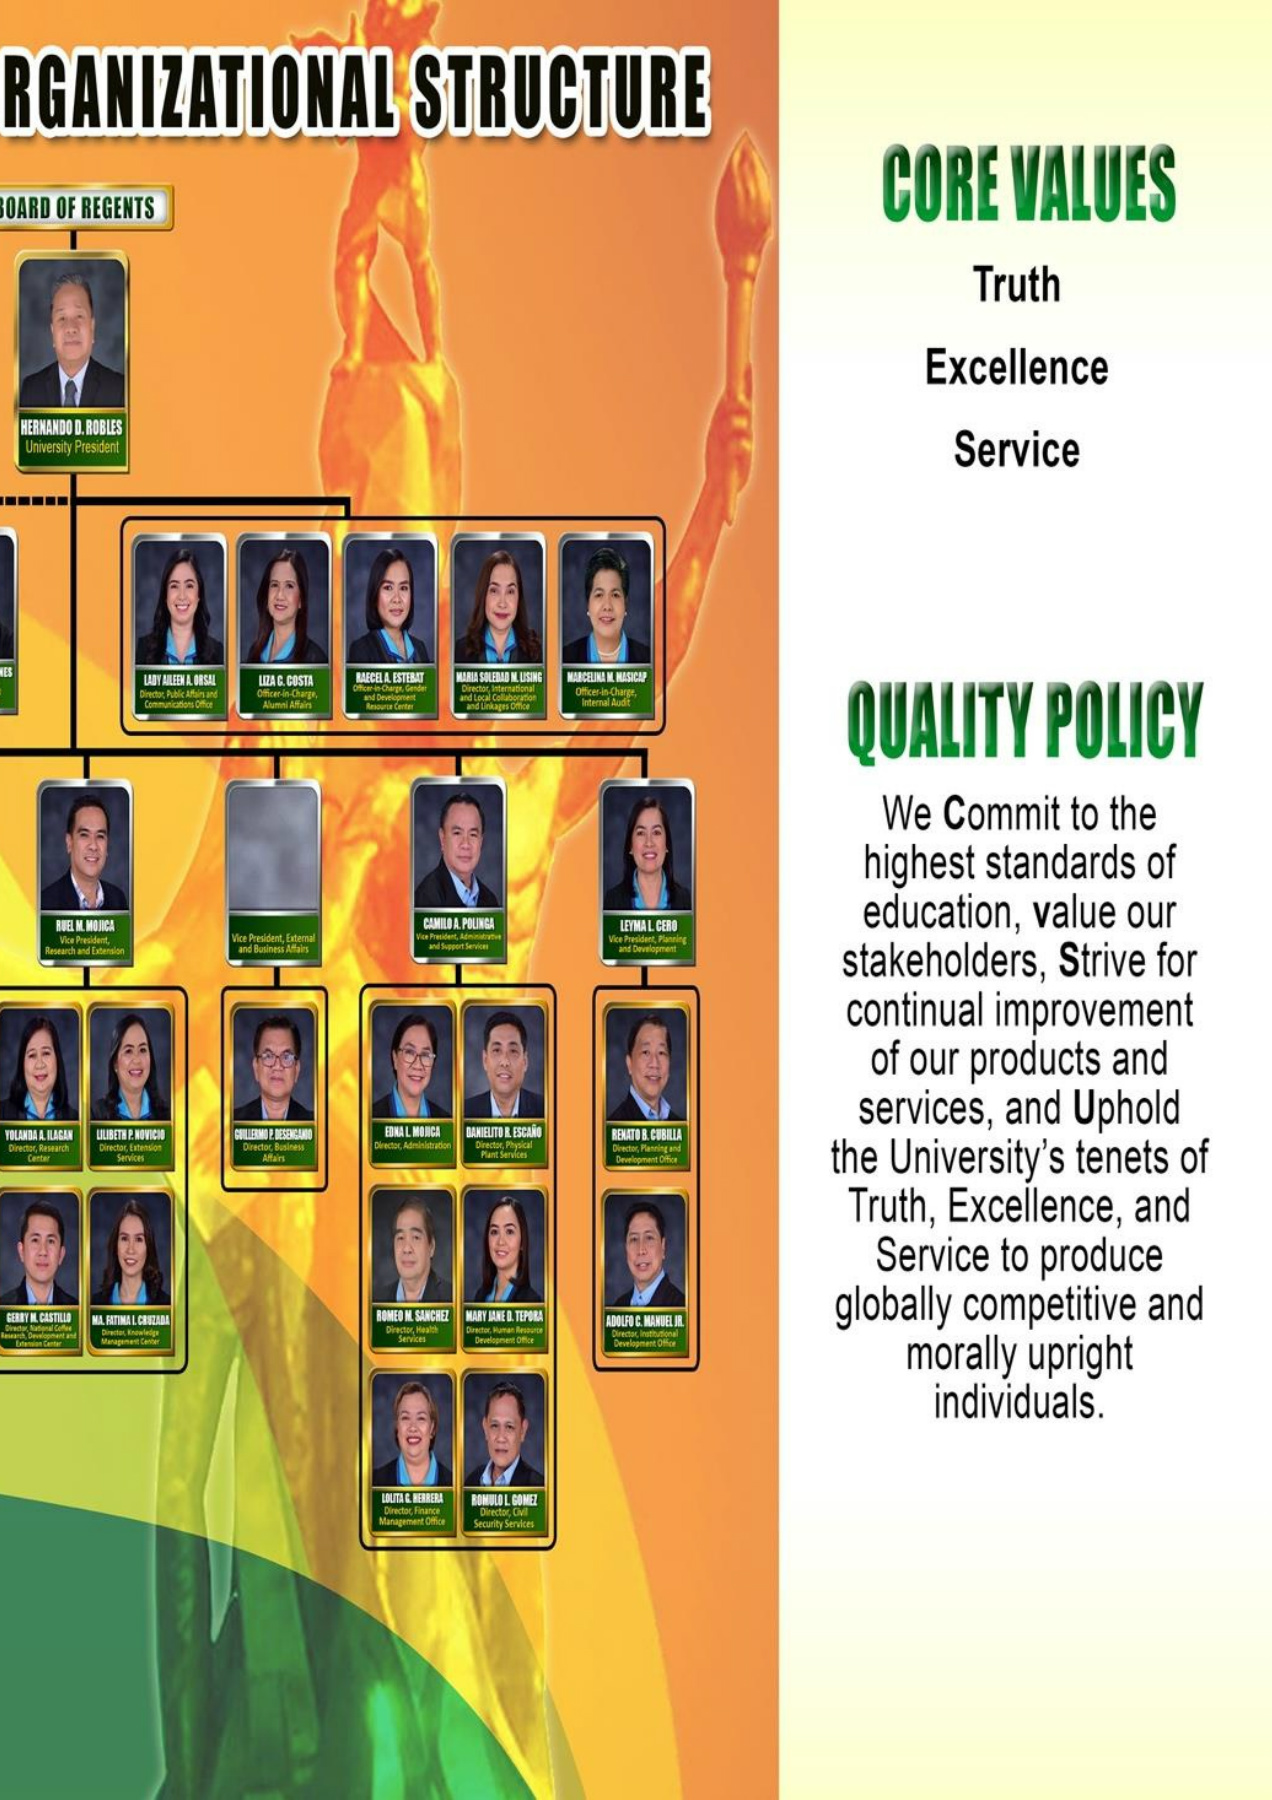 RGANIZATIONAL STRUCTURE
BOARD OF REGENTS
HERNANDO D. ROBLES
University President
NES
LADY AILEEN A. ORSAL
Director, Public Affairs and
Communications Office
LIZA C. COSTA
Officer-in-Charge,
Alumni Affairs
RAECEL A. ESTEBAT
Officer-in-Charge, Gender
and Development
Resource Center
MARIA SOLEDAD M. LISING
Director, International
and Local Collaboration
and Linkages Office
MARCELINA M. MASICAP
Officer-in-Charge,
Internal Audit
RUEL M. MOJICA
Vice President,
Research and Extension
Vice President, External
and Business Affairs
CAMILO A. POLINGA
Vice President, Administrative
and Support Services
LEYMA L. CERO
Vice President, Planning
and Development
YOLANDA A. ILAGAN
Director, Research
Center
LILIBETH P. NOVICIO
Director, Extension
Services
GUILLERMO P. DESENGANIO
Director, Business
Affairs
EDNA L. MOJICA
Director, Administration
DANIELITO R. ESCAÑO
Director, Physical
Plant Services
RENATO B. CUBILLA
Director, Planning and
Development Office
GERRY M. CASTILLO
Director, National Coffee
Research, Development and
Extension Center
MA. FATIMA I. CRUZADA
Director, Knowledge
Management Center
ROMEO M. SANCHEZ
Director, Health
Services
MARY JANE D. TEPORA
Director, Human Resource
Development Office
ADOLFO C. MANUEL JR.
Director, Institutional
Development Office
LOLITA G. HERRERA
Director, Finance
Management Office
ROMULO L. GOMEZ
Director, Civil
Security Services
CORE VALUES
Truth
Excellence
Service
QUALITY POLICY
We Commit to the
highest standards of
education, value our
stakeholders, Strive for
continual improvement
of our products and
services, and Uphold
the University's tenets of
Truth, Excellence, and
Service to produce
globally competitive and
morally upright
individuals.